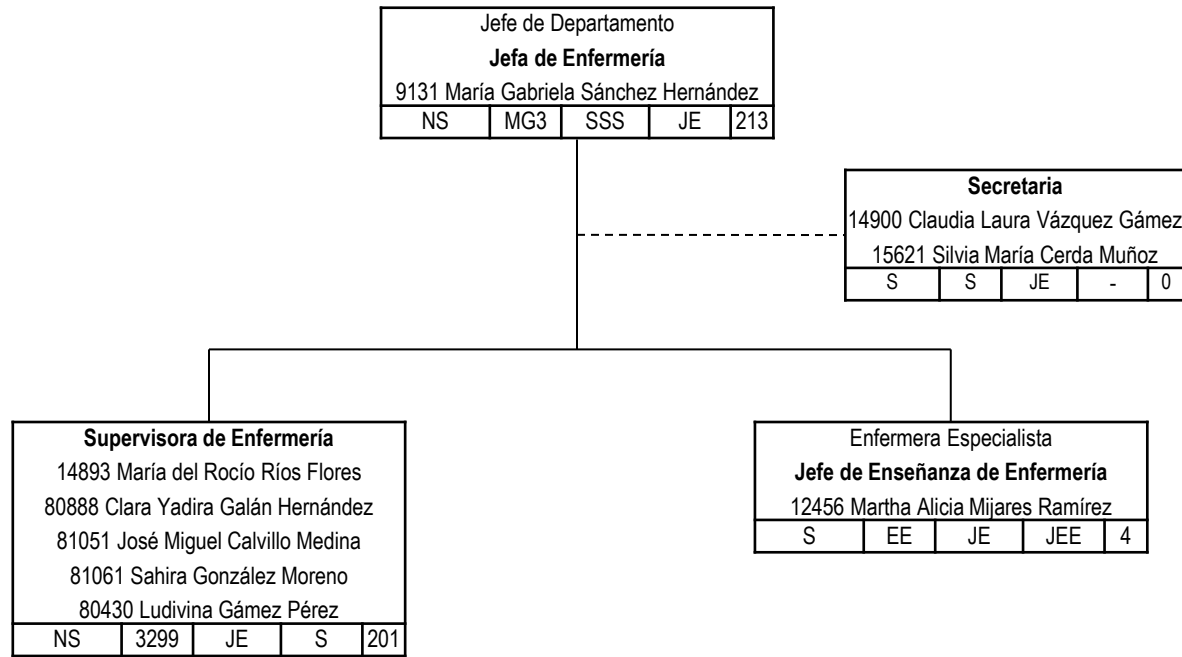 Jefe de Departamento
Jefa de Enfermería
9131 María Gabriela Sánchez Hernández
NS MG3 SSS JE 213
Secretaria
14900 Claudia Laura Vázquez Gámez
15621 Silvia María Cerda Muñoz
S S JE - 0
Supervisora de Enfermería
14893 María del Rocío Ríos Flores
80888 Clara Yadira Galán Hernández
81051 José Miguel Calvillo Medina
81061 Sahira González Moreno
80430 Ludivina Gámez Pérez
NS 3299 JE S 201
Enfermera Especialista
Jefe de Enseñanza de Enfermería
12456 Martha Alicia Mijares Ramírez
S EE JE JEE 4